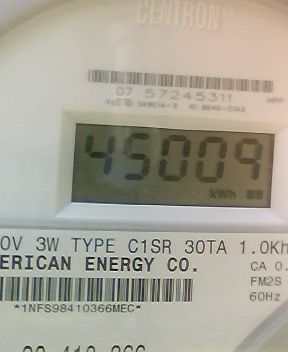 CENTRON
07 57245311
45009
kWh
0V 3W TYPE C1SR 30TA 1.0Kh
ERICAN ENERGY CO.
CA 0.
FM2S
60Hz
*1NFS98410366MEC*